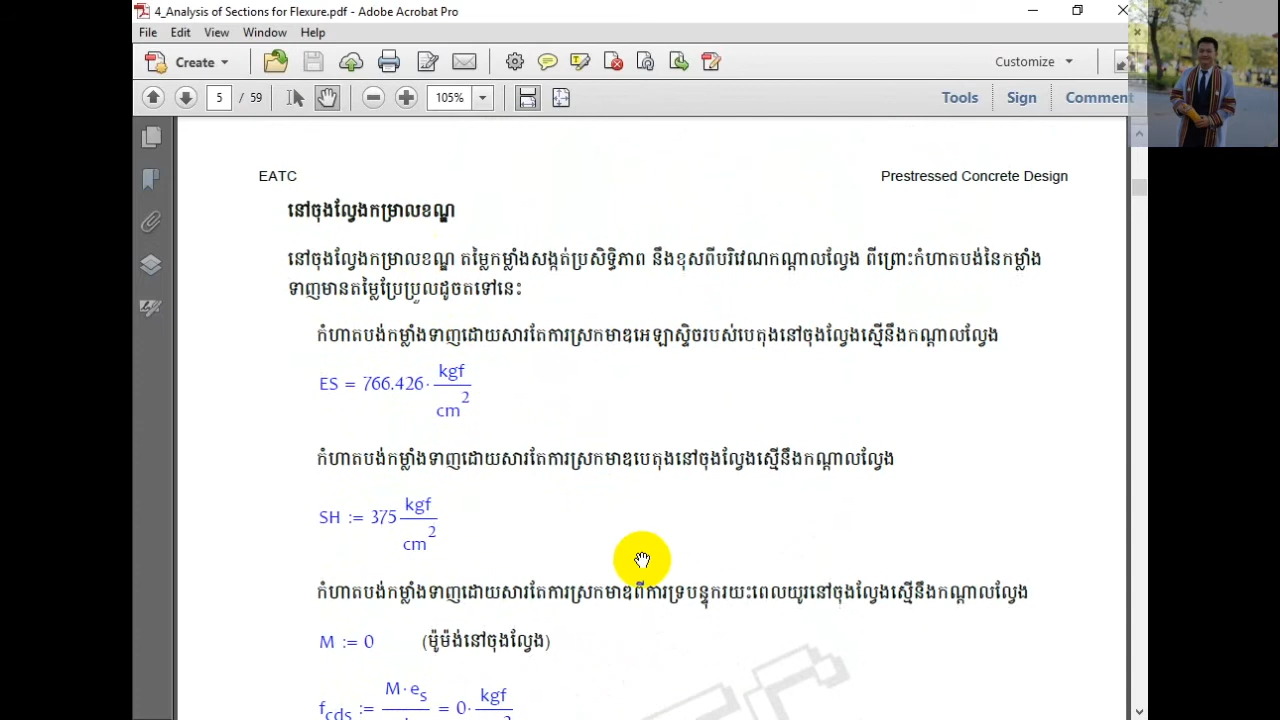 4_Analysis of Sections for Flexure.pdf - Adobe Acrobat Pro
File Edit View Window Help
Create Customize
5 / 59 105% Tools Sign Comment
EATC Prestressed Concrete Design
នៅចុងល្វែងកម្រាលខណ្ឌ
នៅចុងល្វែងកម្រាលខណ្ឌ តម្លៃកម្លាំងសង្កត់ប្រសិទ្ធិភាព នឹងខុសពីបរិវេណកណ្តាលល្វែង ពីព្រោះកំហាតបង់នៃកម្លាំង
ទាញមានតម្លៃប្រែប្រួលដូចតទៅនេះ
កំហាតបង់កម្លាំងទាញដោយសារតែការស្រកមាឌអេឡាស្ទិចរបស់បេតុងនៅចុងល្វែងស្មើនឹងកណ្តាលល្វែង
ES = 766.426· kgf/cm²
កំហាតបង់កម្លាំងទាញដោយសារតែការស្រកមាឌបេតុងនៅចុងល្វែងស្មើនឹងកណ្តាលល្វែង
SH := 375 kgf/cm²
កំហាតបង់កម្លាំងទាញដោយសារតែការស្រកមាឌពីការទ្របន្ទុករយះពេលយូរនៅចុងល្វែងស្មើនឹងកណ្តាលល្វែង
M := 0 (ម៉ូម៉ង់នៅចុងល្វែង)
f_cds := M·e_s = 0· kgf